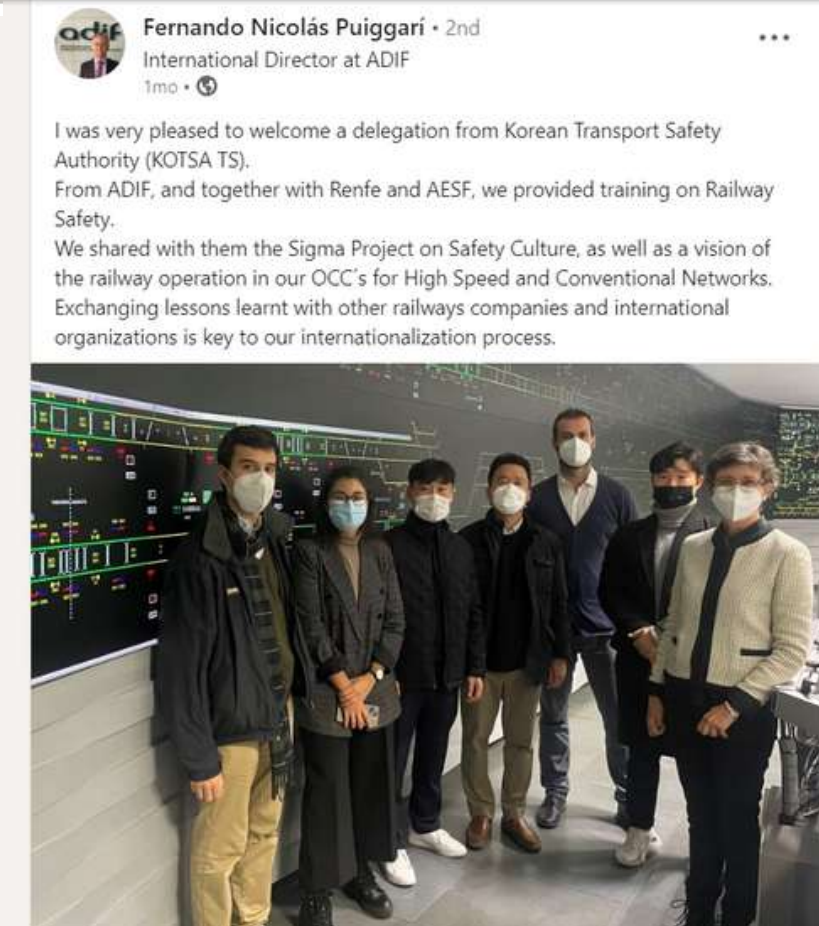 adif
Fernando Nicolás Puiggarí • 2nd
International Director at ADIF
1mo •
I was very pleased to welcome a delegation from Korean Transport Safety
Authority (KOTSA TS).
From ADIF, and together with Renfe and AESF, we provided training on Railway
Safety.
We shared with them the Sigma Project on Safety Culture, as well as a vision of
the railway operation in our OCC´s for High Speed and Conventional Networks.
Exchanging lessons learnt with other railways companies and international
organizations is key to our internationalization process.